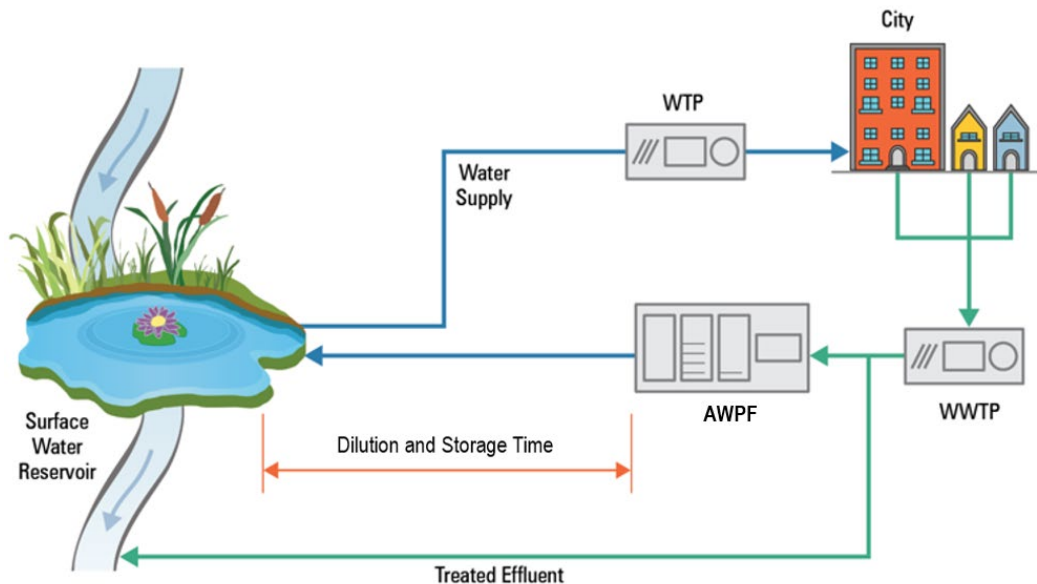 City
WTP
Water
Supply
AWPF
WWTP
Surface
Water
Reservoir
Dilution and Storage Time
Treated Effluent